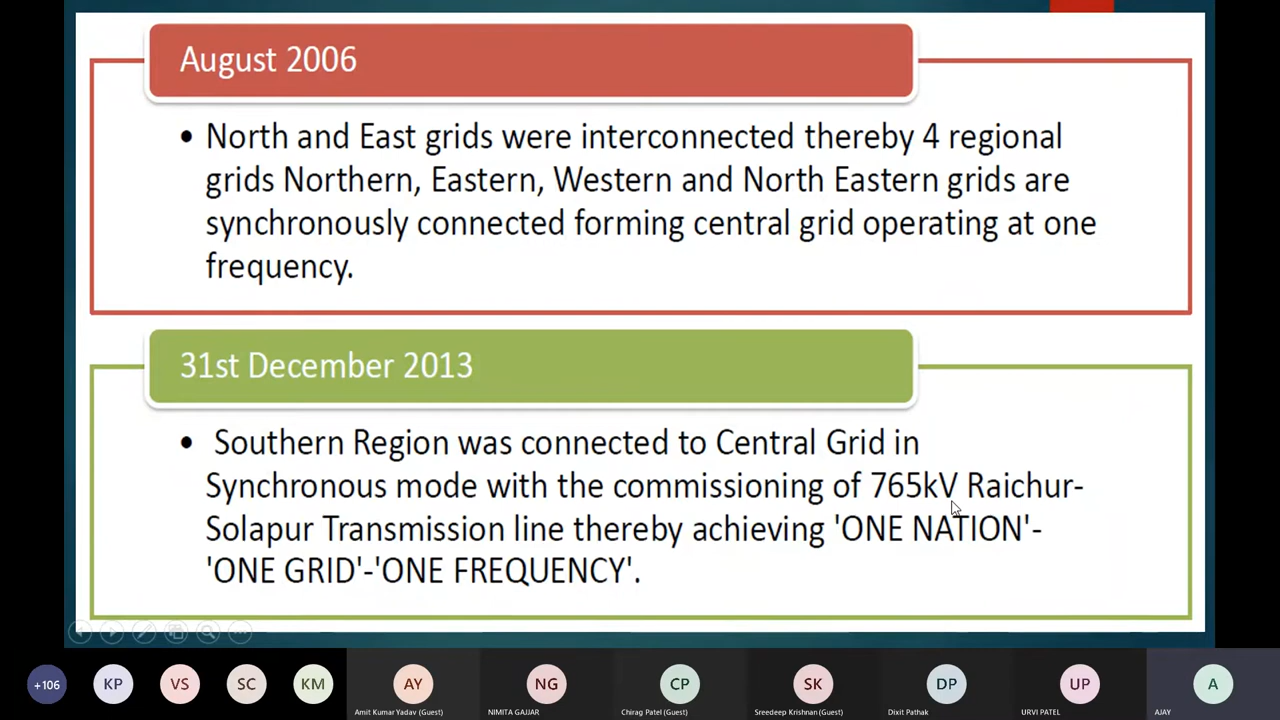 August 2006
• North and East grids were interconnected thereby 4 regional
grids Northern, Eastern, Western and North Eastern grids are
synchronously connected forming central grid operating at one
frequency.
31st December 2013
• Southern Region was connected to Central Grid in
Synchronous mode with the commissioning of 765kV Raichur-
Solapur Transmission line thereby achieving 'ONE NATION'-
'ONE GRID'-'ONE FREQUENCY'.
+106 KP VS SC KM AY NG CP SK DP UP A
Amit Kumar Yadav (Guest) NIMITA GAJJAR Chirag Patel (Guest) Sreedeep Krishnan (Guest) Dixit Pathak URVI PATEL AJAY